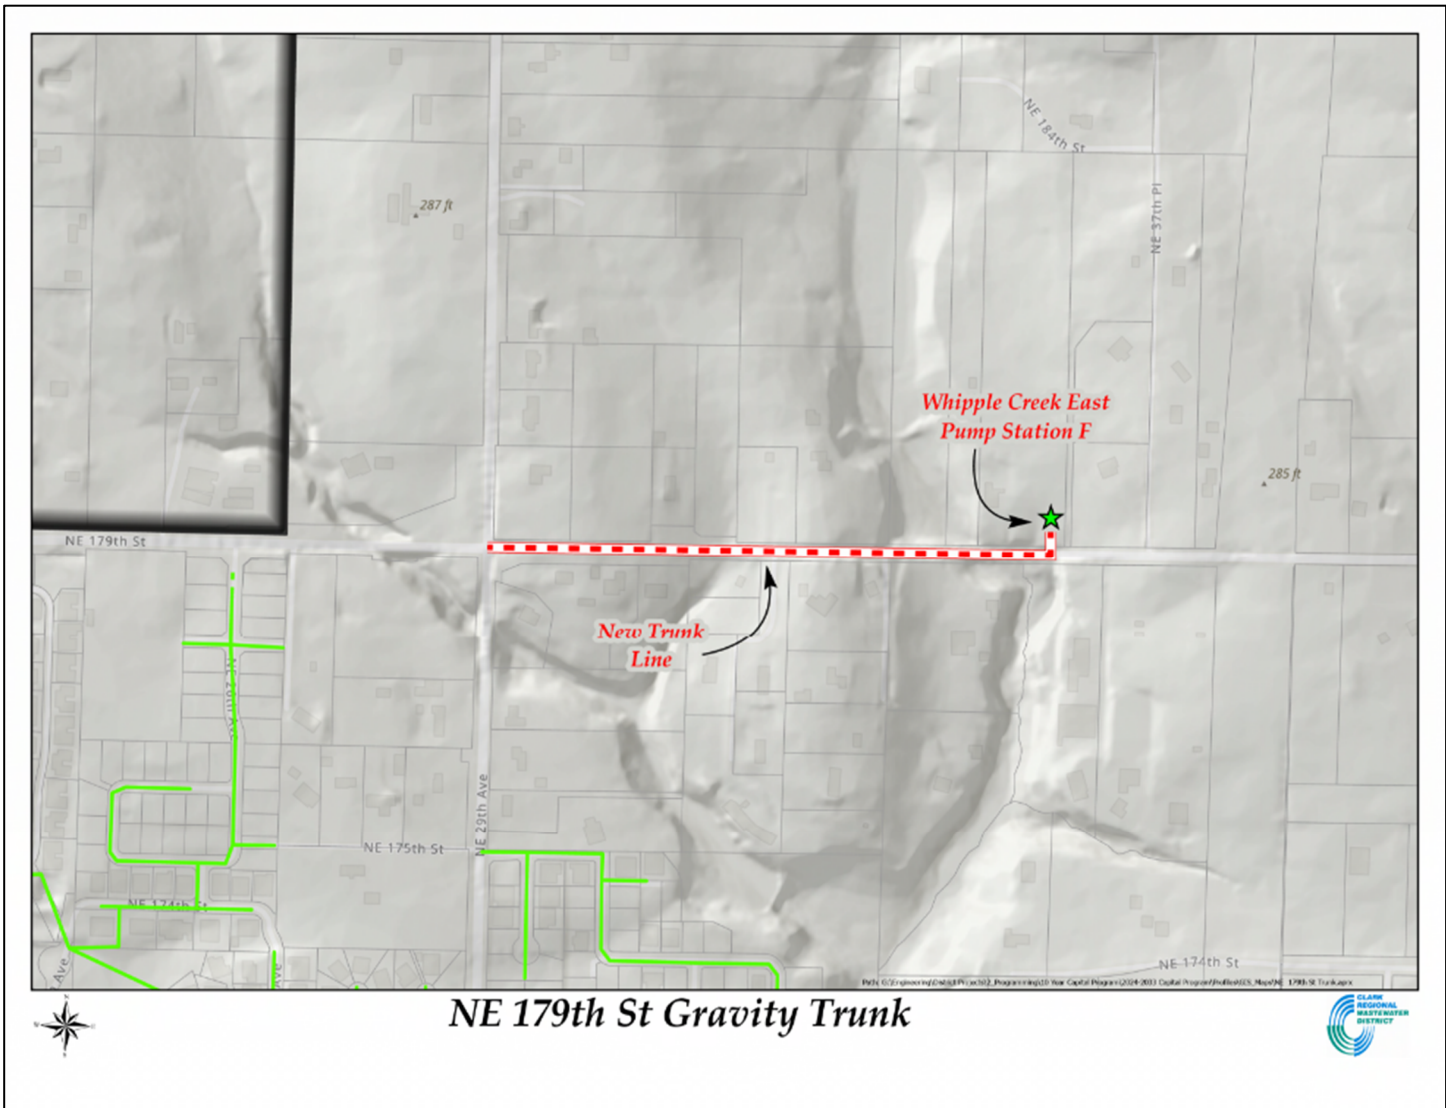 NE 184th St
287 ft
NE 37th Pl
Whipple Creek East
Pump Station F
285 ft
NE 179th St
New Trunk
Line
NE 29th Ave
NE 175th St
NE 174th St
Ave
NE 174th St
NE 179th St Gravity Trunk
CLARK
REGIONAL
WASTEWATER
DISTRICT